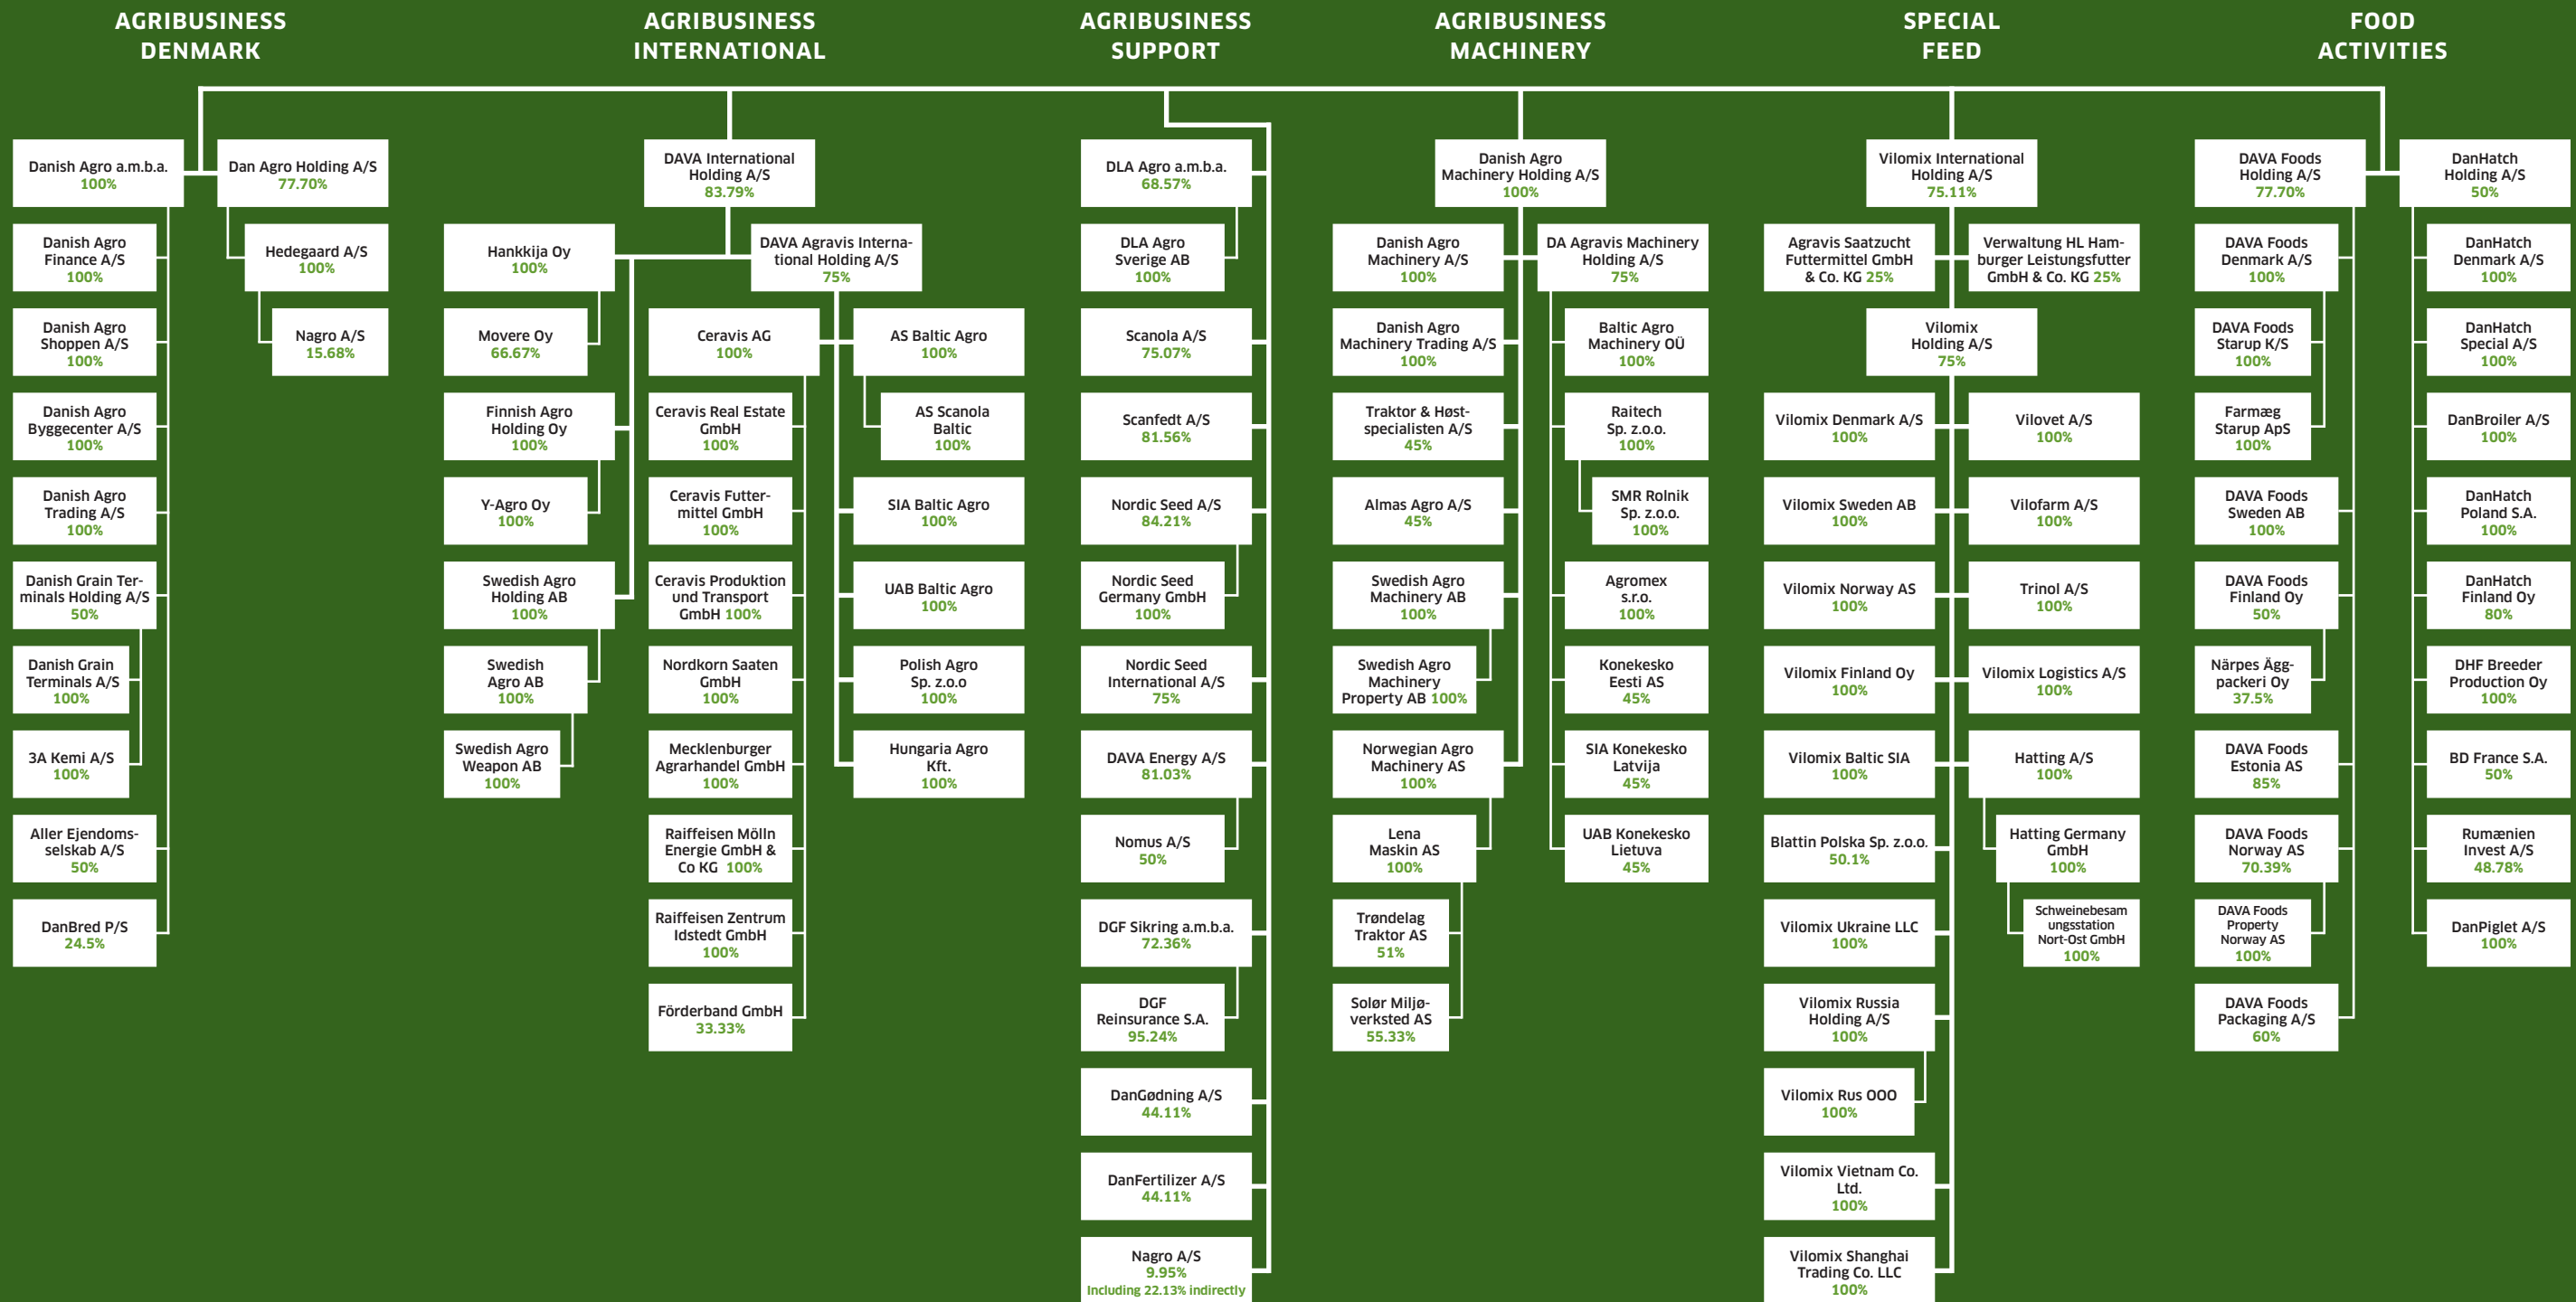 AGRIBUSINESS
DENMARK
Danish Agro a.m.b.a.
100%
Danish Agro
Finance A/S
100%
Danish Agro
Shoppen A/S
100%
Danish Agro
Byggecenter A/S
100%
Danish Agro
Trading A/S
100%
Danish Grain Ter-
minals Holding A/S
50%
Danish Grain
Terminals A/S
100%
3A Kemi A/S
100%
Aller Ejendoms-
selskab A/S
50%
DanBred P/S
24.5%
Dan Agro Holding A/S
77.70%
Hedegaard A/S
100%
Nagro A/S
15.68%
AGRIBUSINESS
INTERNATIONAL
DAVA International
Holding A/S
83.79%
Hankkija Oy
100%
Movere Oy
66.67%
Finnish Agro
Holding Oy
100%
Y-Agro Oy
100%
Swedish Agro
Holding AB
100%
Swedish
Agro AB
100%
Swedish Agro
Weapon AB
100%
DAVA Agravis Interna-
tional Holding A/S
75%
Ceravis AG
100%
Ceravis Real Estate
GmbH
100%
Ceravis Futter-
mittel GmbH
100%
Ceravis Produktion
und Transport
GmbH 100%
Nordkorn Saaten
GmbH
100%
Mecklenburger
Agrarhandel GmbH
100%
Raiffeisen Mölln
Energie GmbH &
Co KG 100%
Raiffeisen Zentrum
Idstedt GmbH
100%
Förderband GmbH
33.33%
AS Baltic Agro
100%
AS Scanola
Baltic
100%
SIA Baltic Agro
100%
UAB Baltic Agro
100%
Polish Agro
Sp. z.o.o
100%
Hungaria Agro
Kft.
100%
AGRIBUSINESS
SUPPORT
DLA Agro a.m.b.a.
68.57%
DLA Agro
Sverige AB
100%
Scanola A/S
75.07%
Scanfedt A/S
81.56%
Nordic Seed A/S
84.21%
Nordic Seed
Germany GmbH
100%
Nordic Seed
International A/S
75%
DAVA Energy A/S
81.03%
Nomus A/S
50%
DGF Sikring a.m.b.a.
72.36%
DGF
Reinsurance S.A.
95.24%
DanGødning A/S
44.11%
DanFertilizer A/S
44.11%
Nagro A/S
9.95%
Including 22.13% indirectly
AGRIBUSINESS
MACHINERY
Danish Agro
Machinery Holding A/S
100%
Danish Agro
Machinery A/S
100%
Danish Agro
Machinery Trading A/S
100%
Traktor & Høst-
specialisten A/S
45%
Almas Agro A/S
45%
Swedish Agro
Machinery AB
100%
Swedish Agro
Machinery
Property AB 100%
Norwegian Agro
Machinery AS
100%
Lena
Maskin AS
100%
Trøndelag
Traktor AS
51%
Solør Miljø-
verksted AS
55.33%
DA Agravis Machinery
Holding A/S
75%
Baltic Agro
Machinery OÜ
100%
Raitech
Sp. z.o.o.
100%
SMR Rolnik
Sp. z.o.o.
100%
Agromex
s.r.o.
100%
Konekesko
Eesti AS
45%
SIA Konekesko
Latvija
45%
UAB Konekesko
Lietuva
45%
SPECIAL
FEED
Vilomix International
Holding A/S
75.11%
Agravis Saatzucht
Futtermittel GmbH
& Co. KG 25%
Verwaltung HL Ham-
burger Leistungsfutter
GmbH & Co. KG 25%
Vilomix
Holding A/S
75%
Vilomix Denmark A/S
100%
Vilomix Sweden AB
100%
Vilomix Norway AS
100%
Vilomix Finland Oy
100%
Vilomix Baltic SIA
100%
Blattin Polska Sp. z.o.o.
50.1%
Vilomix Ukraine LLC
100%
Vilomix Russia
Holding A/S
100%
Vilomix Rus OOO
100%
Vilomix Vietnam Co.
Ltd.
100%
Vilomix Shanghai
Trading Co. LLC
100%
Vilovet A/S
100%
Vilofarm A/S
100%
Trinol A/S
100%
Vilomix Logistics A/S
100%
Hatting A/S
100%
Hatting Germany
GmbH
100%
Schweinebesam
ungsstation
Nort-Ost GmbH
100%
FOOD
ACTIVITIES
DAVA Foods
Holding A/S
77.70%
DAVA Foods
Denmark A/S
100%
DAVA Foods
Starup K/S
100%
Farmæg
Starup ApS
100%
DAVA Foods
Sweden AB
100%
DAVA Foods
Finland Oy
50%
Närpes Ägg-
packeri Oy
37.5%
DAVA Foods
Estonia AS
85%
DAVA Foods
Norway AS
70.39%
DAVA Foods
Property
Norway AS
100%
DAVA Foods
Packaging A/S
60%
DanHatch
Holding A/S
50%
DanHatch
Denmark A/S
100%
DanHatch
Special A/S
100%
DanBroiler A/S
100%
DanHatch
Poland S.A.
100%
DanHatch
Finland Oy
80%
DHF Breeder
Production Oy
100%
BD France S.A.
50%
Rumænien
Invest A/S
48.78%
DanPiglet A/S
100%